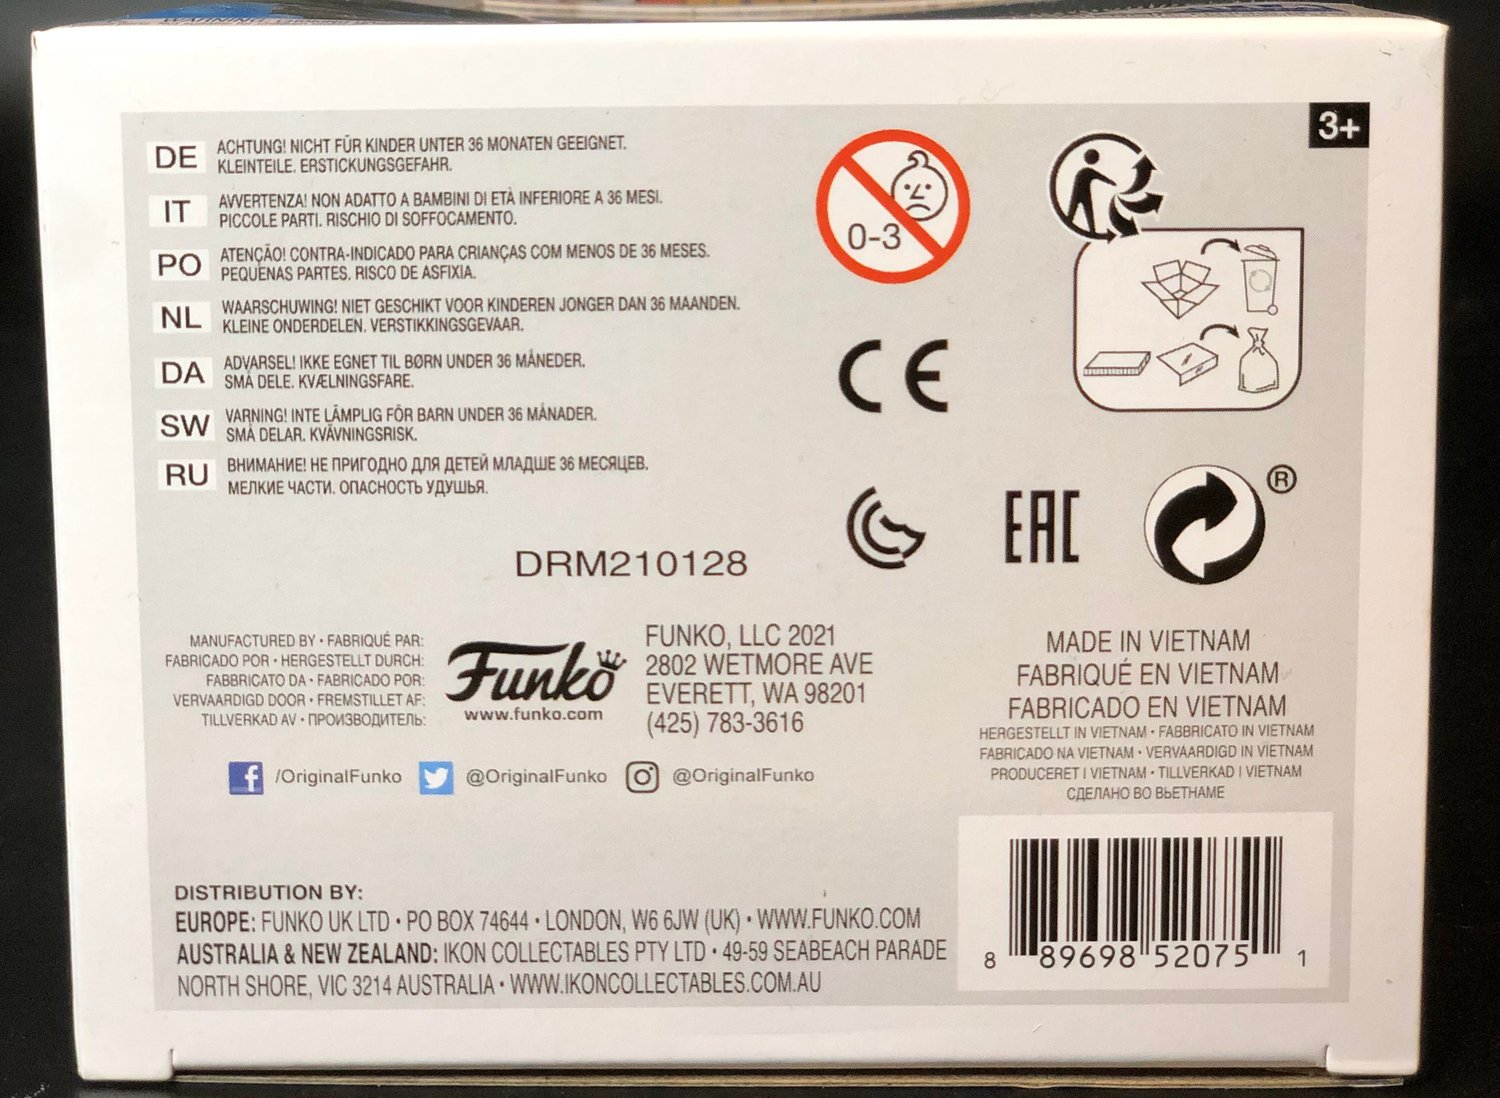 3+
DE
ACHTUNG! NICHT FÜR KINDER UNTER 36 MONATEN GEEIGNET.
KLEINTEILE. ERSTICKUNGSGEFAHR.
IT
AVVERTENZA! NON ADATTO A BAMBINI DI ETÀ INFERIORE A 36 MESI.
PICCOLE PARTI. RISCHIO DI SOFFOCAMENTO.
PO
ATENÇÃO! CONTRA-INDICADO PARA CRIANÇAS COM MENOS DE 36 MESES.
PEQUENAS PARTES. RISCO DE ASFIXIA.
NL
WAARSCHUWING! NIET GESCHIKT VOOR KINDEREN JONGER DAN 36 MAANDEN.
KLEINE ONDERDELEN. VERSTIKKINGSGEVAAR.
DA
ADVARSEL! IKKE EGNET TIL BØRN UNDER 36 MÅNEDER.
SMÅ DELE. KVÆLNINGSFARE.
SW
VARNING! INTE LÄMPLIG FÖR BARN UNDER 36 MÅNADER.
SMÅ DELAR. KVÄVNINGSRISK.
RU
ВНИМАНИЕ! НЕ ПРИГОДНО ДЛЯ ДЕТЕЙ МЛАДШЕ 36 МЕСЯЦЕВ.
МЕЛКИЕ ЧАСТИ. ОПАСНОСТЬ УДУШЬЯ.
0-3
CE
EAC
®
DRM210128
MANUFACTURED BY • FABRIQUÉ PAR:
FABRICADO POR • HERGESTELLT DURCH:
FABBRICATO DA • FABRICADO POR:
VERVAARDIGD DOOR • FREMSTILLET AF:
TILLVERKAD AV • ПРОИЗВОДИТЕЛЬ:
Funko
www.funko.com
FUNKO, LLC 2021
2802 WETMORE AVE
EVERETT, WA 98201
(425) 783-3616
MADE IN VIETNAM
FABRIQUÉ EN VIETNAM
FABRICADO EN VIETNAM
HERGESTELLT IN VIETNAM • FABBRICATO IN VIETNAM
FABRICADO NA VIETNAM • VERVAARDIGD IN VIETNAM
PRODUCERET I VIETNAM • TILLVERKAD I VIETNAM
СДЕЛАНО ВО ВЬЕТНАМЕ
/OriginalFunko @OriginalFunko @OriginalFunko
DISTRIBUTION BY:
EUROPE: FUNKO UK LTD • PO BOX 74644 • LONDON, W6 6JW (UK) • WWW.FUNKO.COM
AUSTRALIA & NEW ZEALAND: IKON COLLECTABLES PTY LTD • 49-59 SEABEACH PARADE
NORTH SHORE, VIC 3214 AUSTRALIA • WWW.IKONCOLLECTABLES.COM.AU
8 89698 52075 1